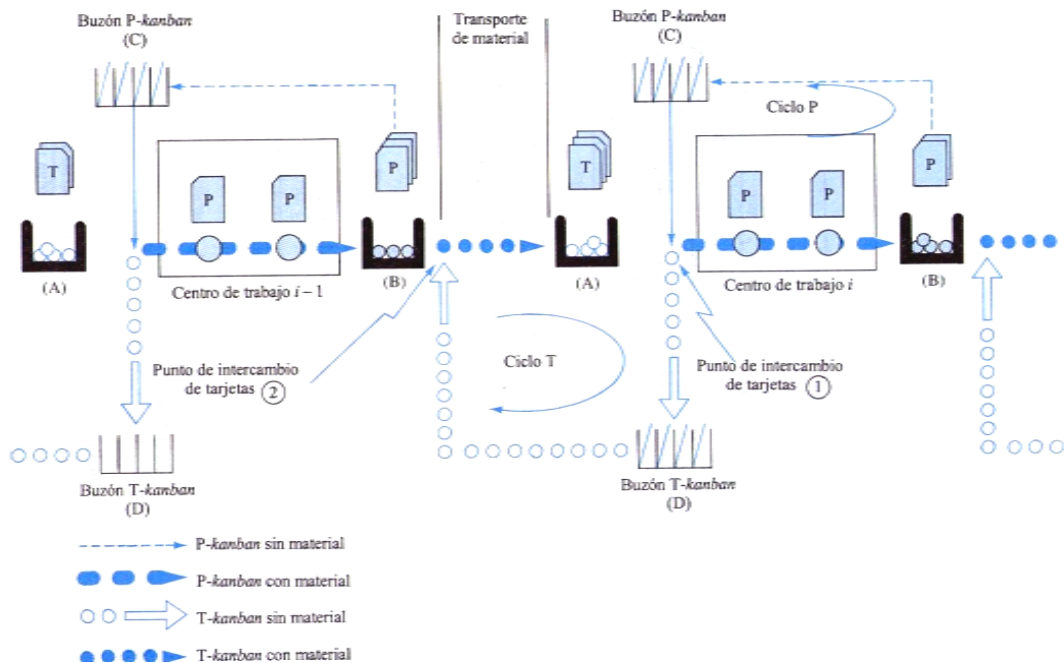 Buzón P-kanban
(C)
Transporte
de material
Buzón P-kanban
(C)
Ciclo P
T
P
P
P
T
P
P
P
(A)
Centro de trabajo i – 1
(B)
(A)
Centro de trabajo i
(B)
Punto de intercambio
de tarjetas 2
Ciclo T
Punto de intercambio
de tarjetas 1
Buzón T-kanban
(D)
Buzón T-kanban
(D)
P-kanban sin material
P-kanban con material
T-kanban sin material
T-kanban con material